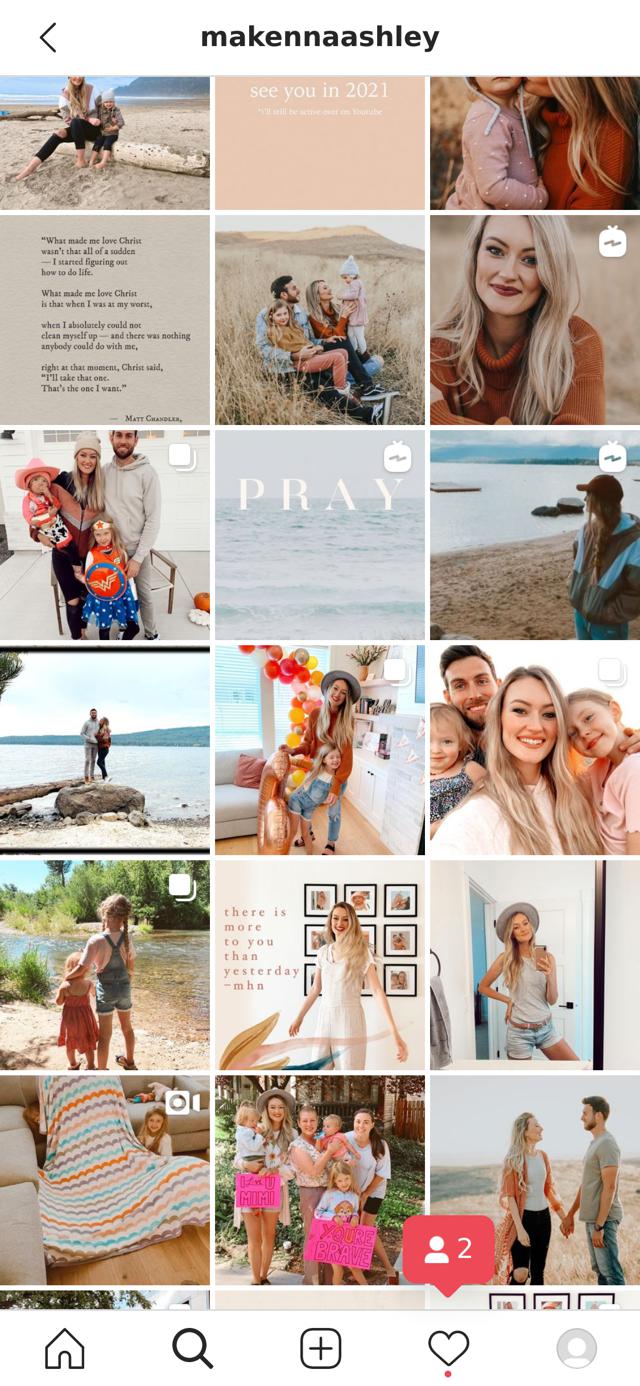 makennaashley
see you in 2021
*i'll still be active over on Youtube
“What made me love Christ
wasn't that all of a sudden
— I started figuring out
how to do life.
What made me love Christ
is that when I was at my worst,
when I absolutely could not
clean myself up — and there was nothing
anybody could do with me,
right at that moment, Christ said,
“I'll take that one.
That's the one I want.”
— Matt Chandler,
PRAY
there is
more
to you
than
yesterday
–mhn
I LOVE U
MIMI
YOU'RE
BRAVE
2